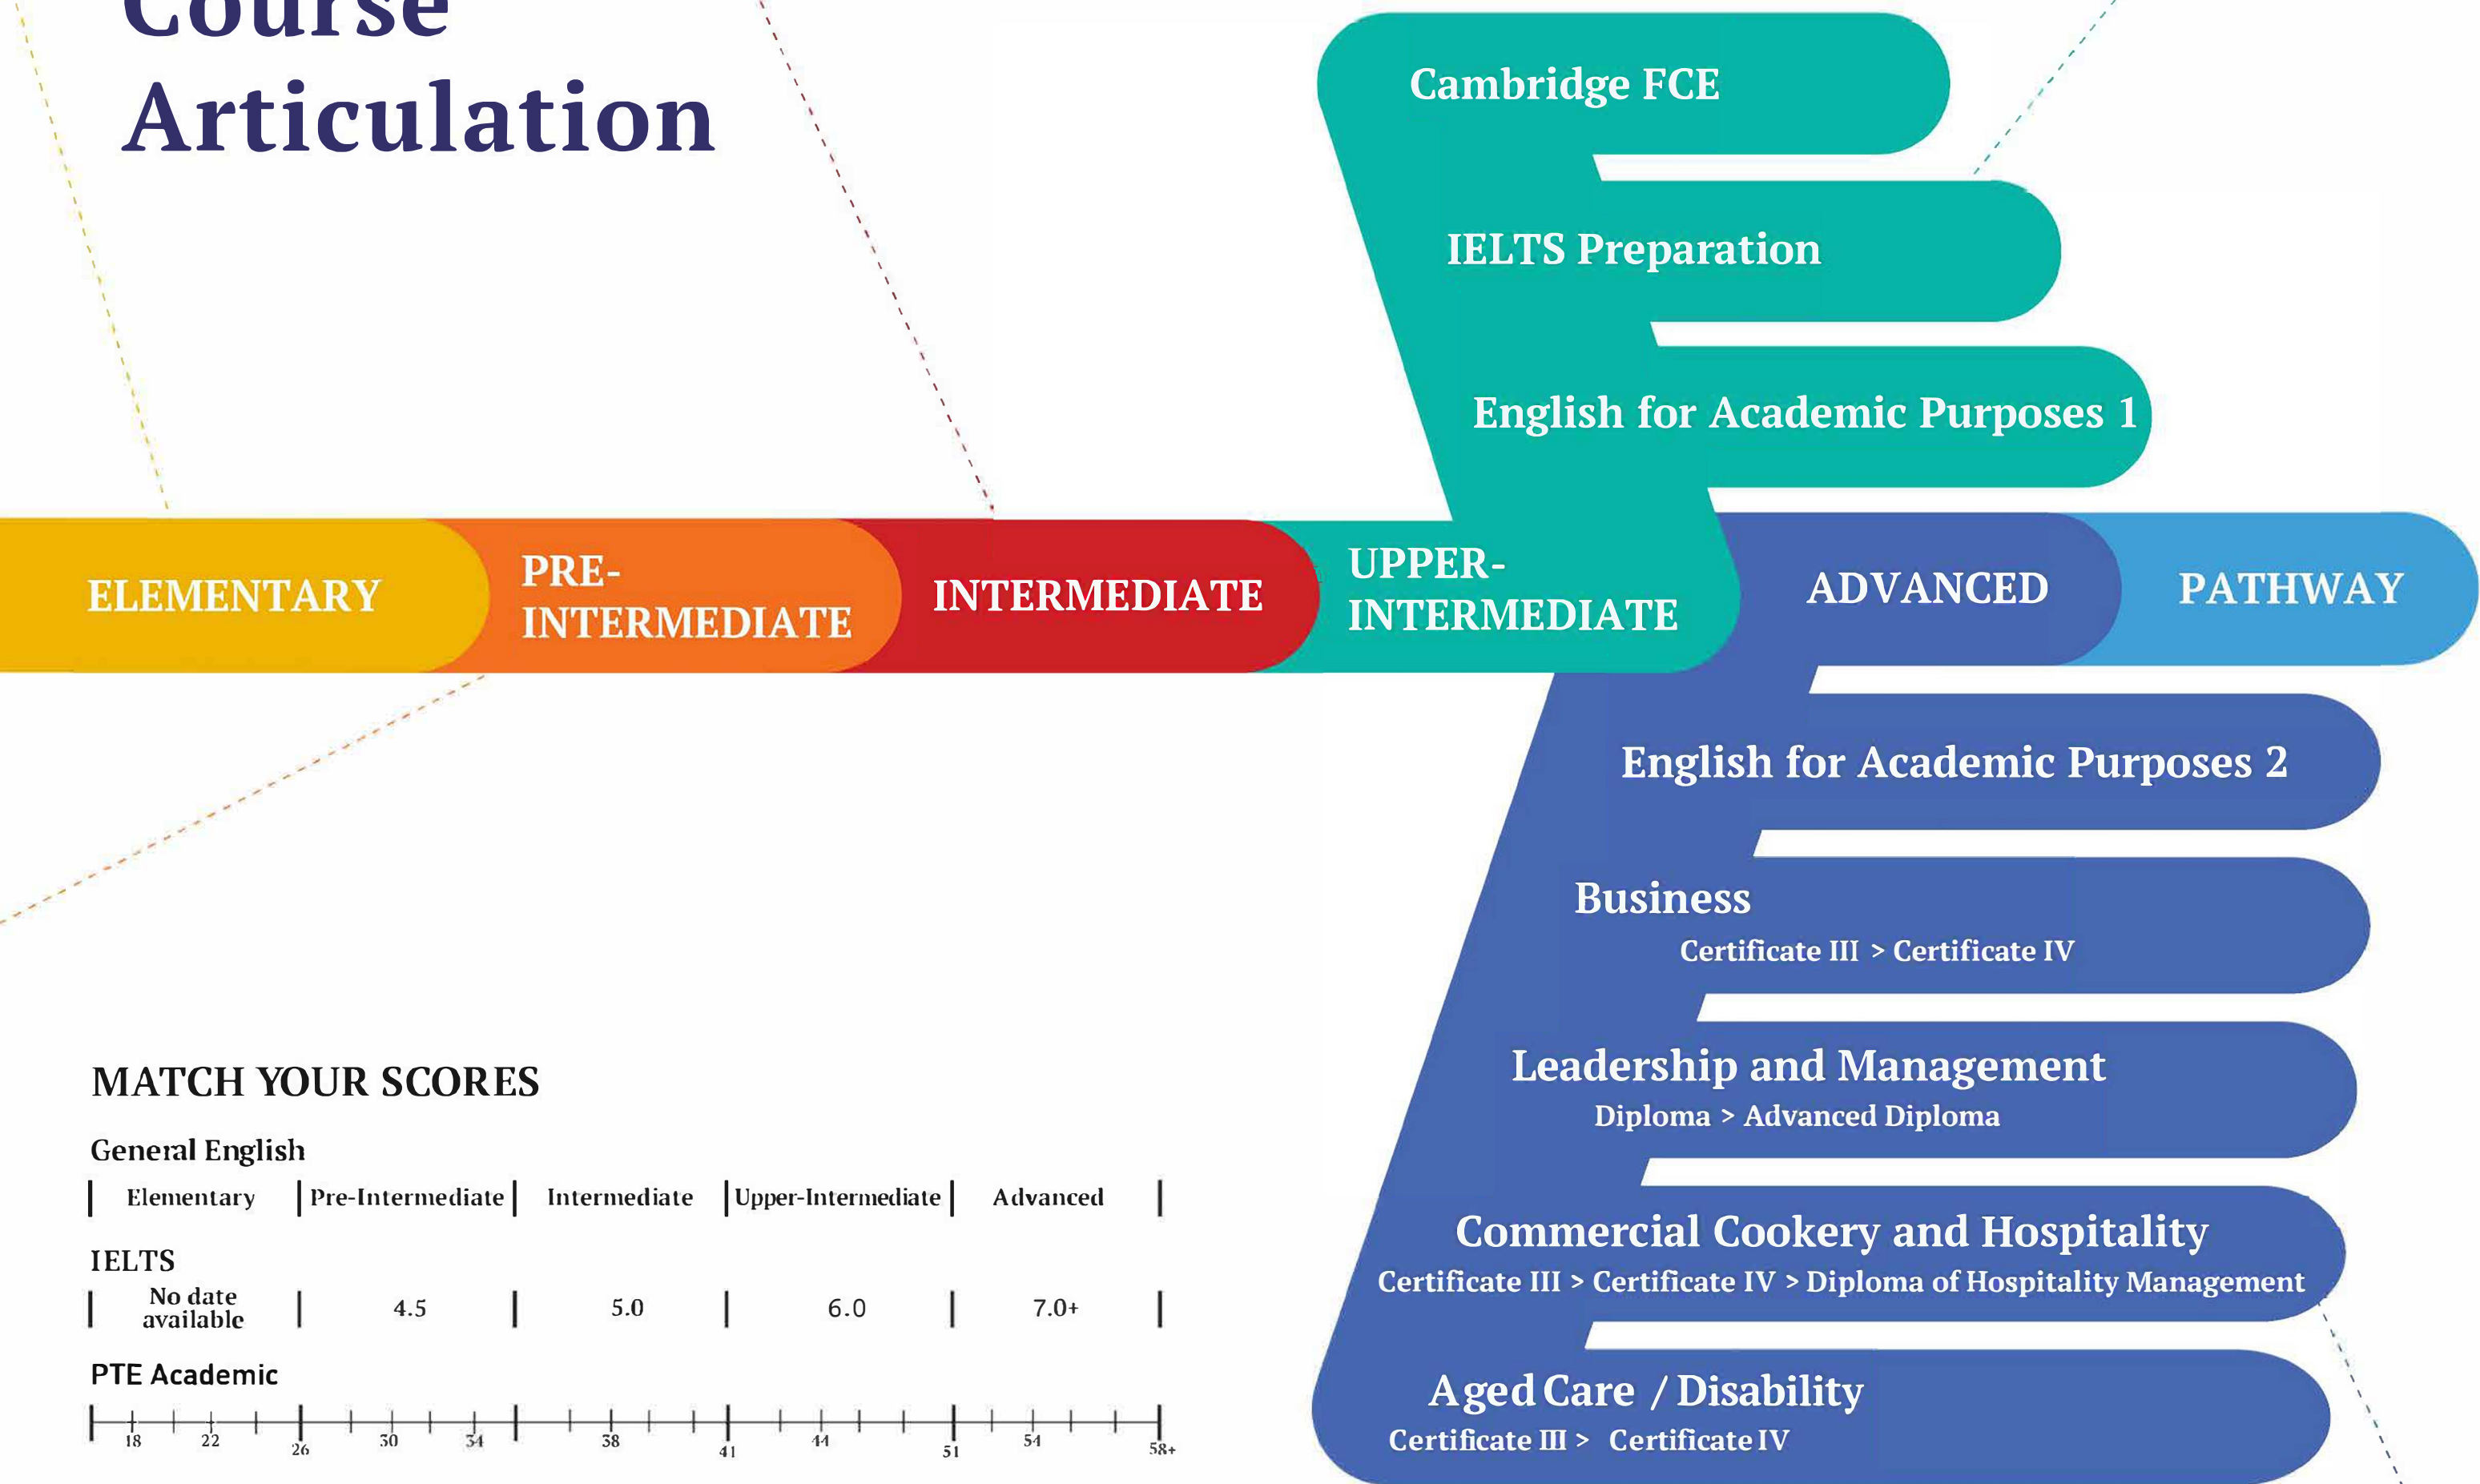 Course
Articulation
Cambridge FCE
IELTS Preparation
English for Academic Purposes 1
ELEMENTARY
PRE-
INTERMEDIATE
INTERMEDIATE
UPPER-
INTERMEDIATE
ADVANCED
PATHWAY
English for Academic Purposes 2
Business
Certificate III > Certificate IV
Leadership and Management
Diploma > Advanced Diploma
Commercial Cookery and Hospitality
Certificate III > Certificate IV > Diploma of Hospitality Management
Aged Care / Disability
Certificate III > Certificate IV
MATCH YOUR SCORES
General English
Elementary Pre-Intermediate Intermediate Upper-Intermediate Advanced
IELTS
No date
available
4.5 5.0 6.0 7.0+
PTE Academic
18 22 26 30 34 38 41 44 51 54 58+